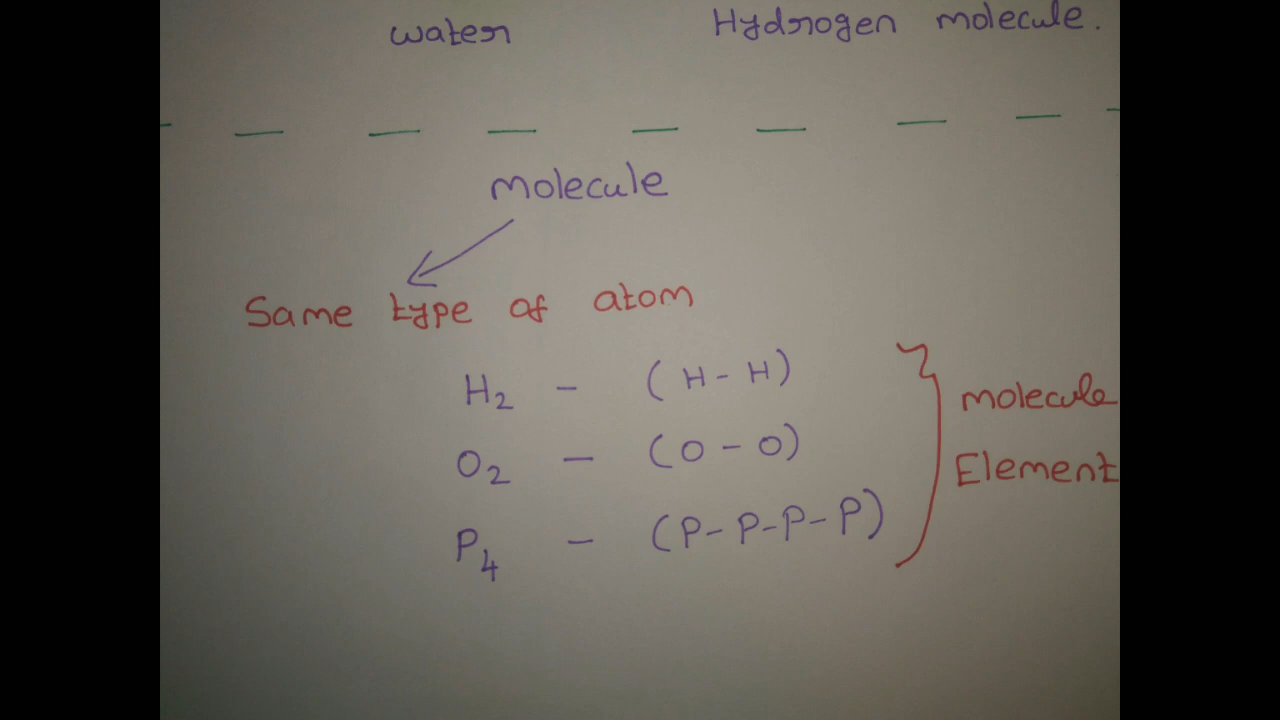 water Hydrogen molecule.
molecule
Same type of atom
H₂ - (H-H)
O₂ - (O-O)
P₄ - (P-P-P-P)
molecule
Element